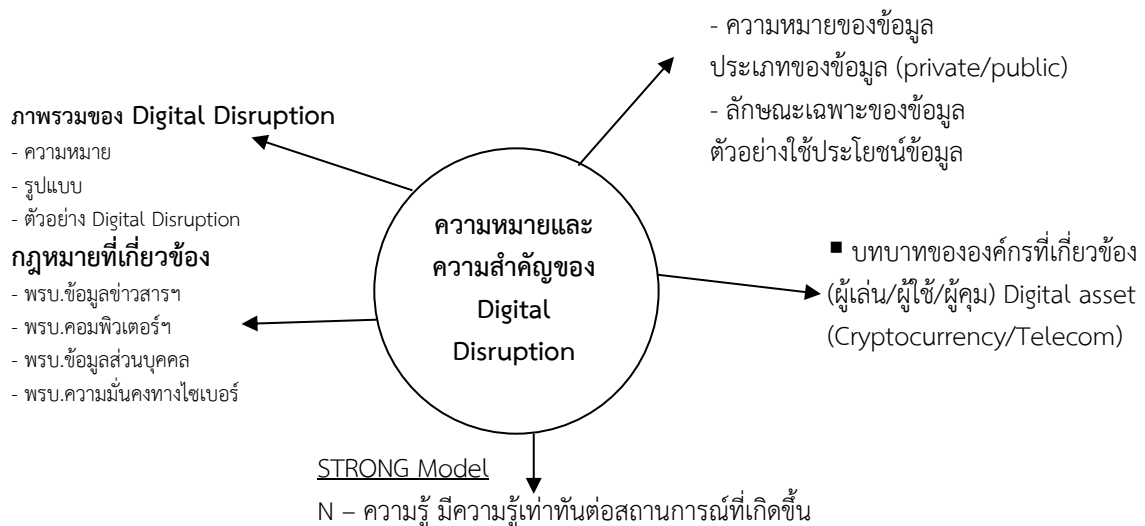 - ความหมายของข้อมูล
ประเภทของข้อมูล (private/public)
- ลักษณะเฉพาะของข้อมูล
ตัวอย่างใช้ประโยชน์ข้อมูล
ภาพรวมของ Digital Disruption
- ความหมาย
- รูปแบบ
- ตัวอย่าง Digital Disruption
กฎหมายที่เกี่ยวข้อง
- พรบ.ข้อมูลข่าวสารฯ
- พรบ.คอมพิวเตอร์ฯ
- พรบ.ข้อมูลส่วนบุคคล
- พรบ.ความมั่นคงทางไซเบอร์
ความหมายและ
ความสำคัญของ
Digital
Disruption
▪ บทบาทขององค์กรที่เกี่ยวข้อง
(ผู้เล่น/ผู้ใช้/ผู้คุม) Digital asset
(Cryptocurrency/Telecom)
STRONG Model
N – ความรู้ มีความรู้เท่าทันต่อสถานการณ์ที่เกิดขึ้น